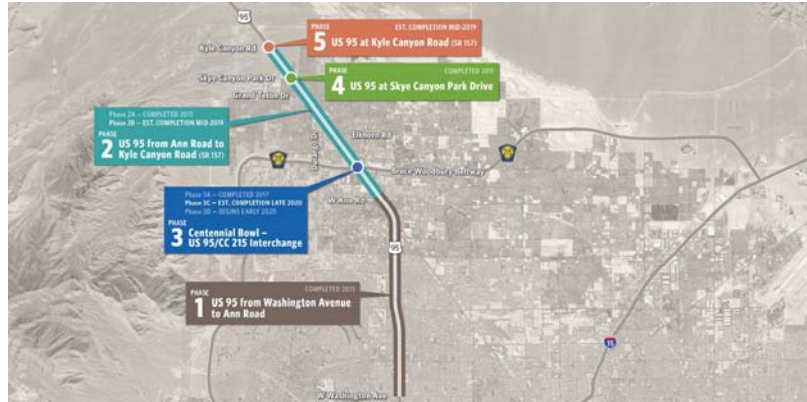 95
PHASE
EST. COMPLETION MID-2019
5 US 95 at Kyle Canyon Road (SR 157)
Kyle Canyon Rd
PHASE
4 US 95 at Skye Canyon Park Drive
Skye Canyon Park Dr
Grand Teton Dr
Phase 2A – COMPLETED 2015
Phase 2B – EST. COMPLETION MID-2019
PHASE
2 US 95 from Ann Road to
Kyle Canyon Road (SR 157)
Durango Dr
Elkhorn Rd
Bruce Woodbury Beltway
Phase 3A – COMPLETED 2017
Phase 3C – EST. COMPLETION LATE 2020
Phase 3D – BEGINS EARLY 2020
PHASE
3 Centennial Bowl –
US 95/CC 215 Interchange
W Ann Rd
95
PHASE
1 US 95 from Washington Avenue
to Ann Road
15
W Washington Ave